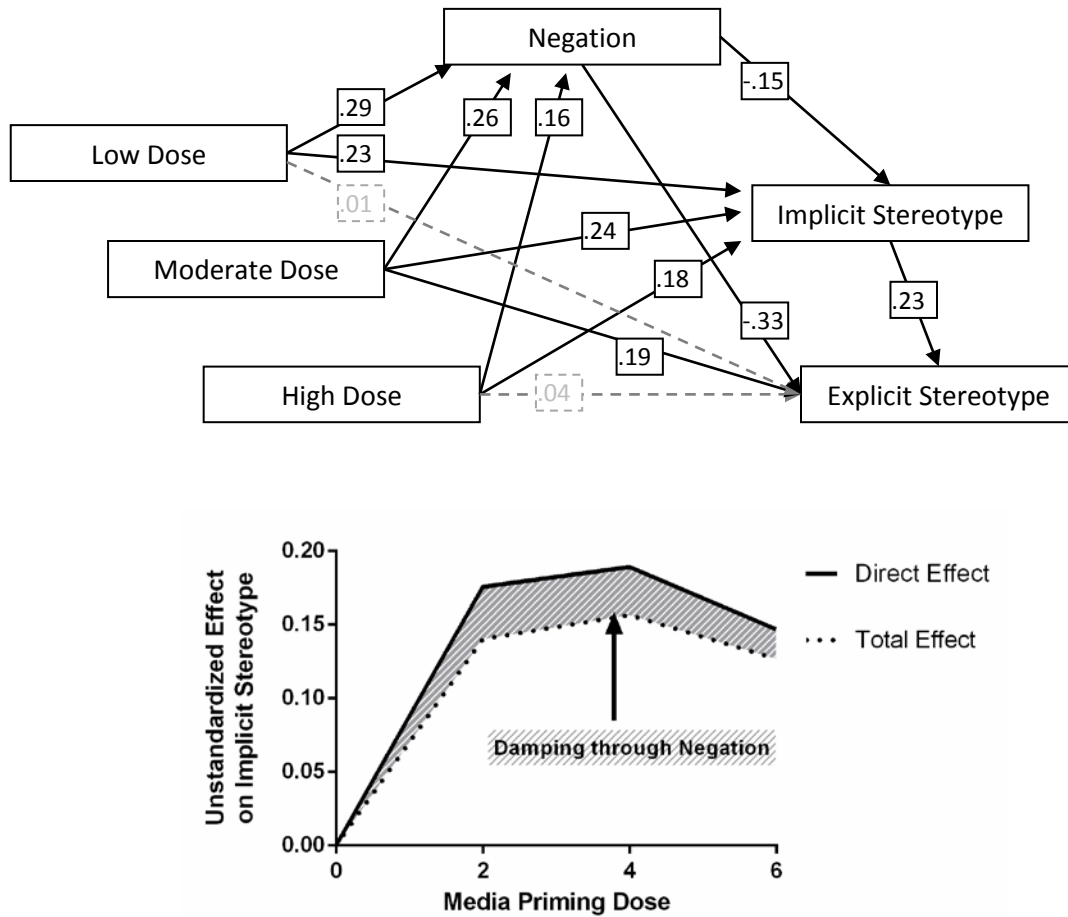 Negation
-.15
.29
.26
.16
Low Dose
.23
.01
Implicit Stereotype
.24
Moderate Dose
.18
.23
-.33
.19
High Dose
.04
Explicit Stereotype
Unstandardized Effect
on Implicit Stereotype
0.20
0.15
0.10
0.05
0.00
Direct Effect
Total Effect
Damping through Negation
0 2 4 6
Media Priming Dose